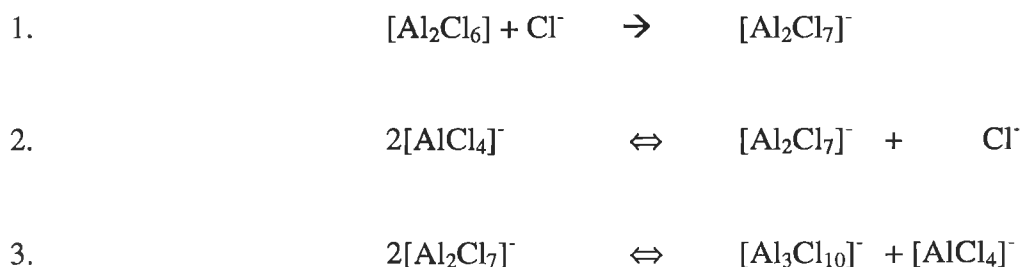 1. [Al₂Cl₆] + Cl⁻ → [Al₂Cl₇]⁻
2. 2[AlCl₄]⁻ ⇔ [Al₂Cl₇]⁻ + Cl⁻
3. 2[Al₂Cl₇]⁻ ⇔ [Al₃Cl₁₀]⁻ + [AlCl₄]⁻